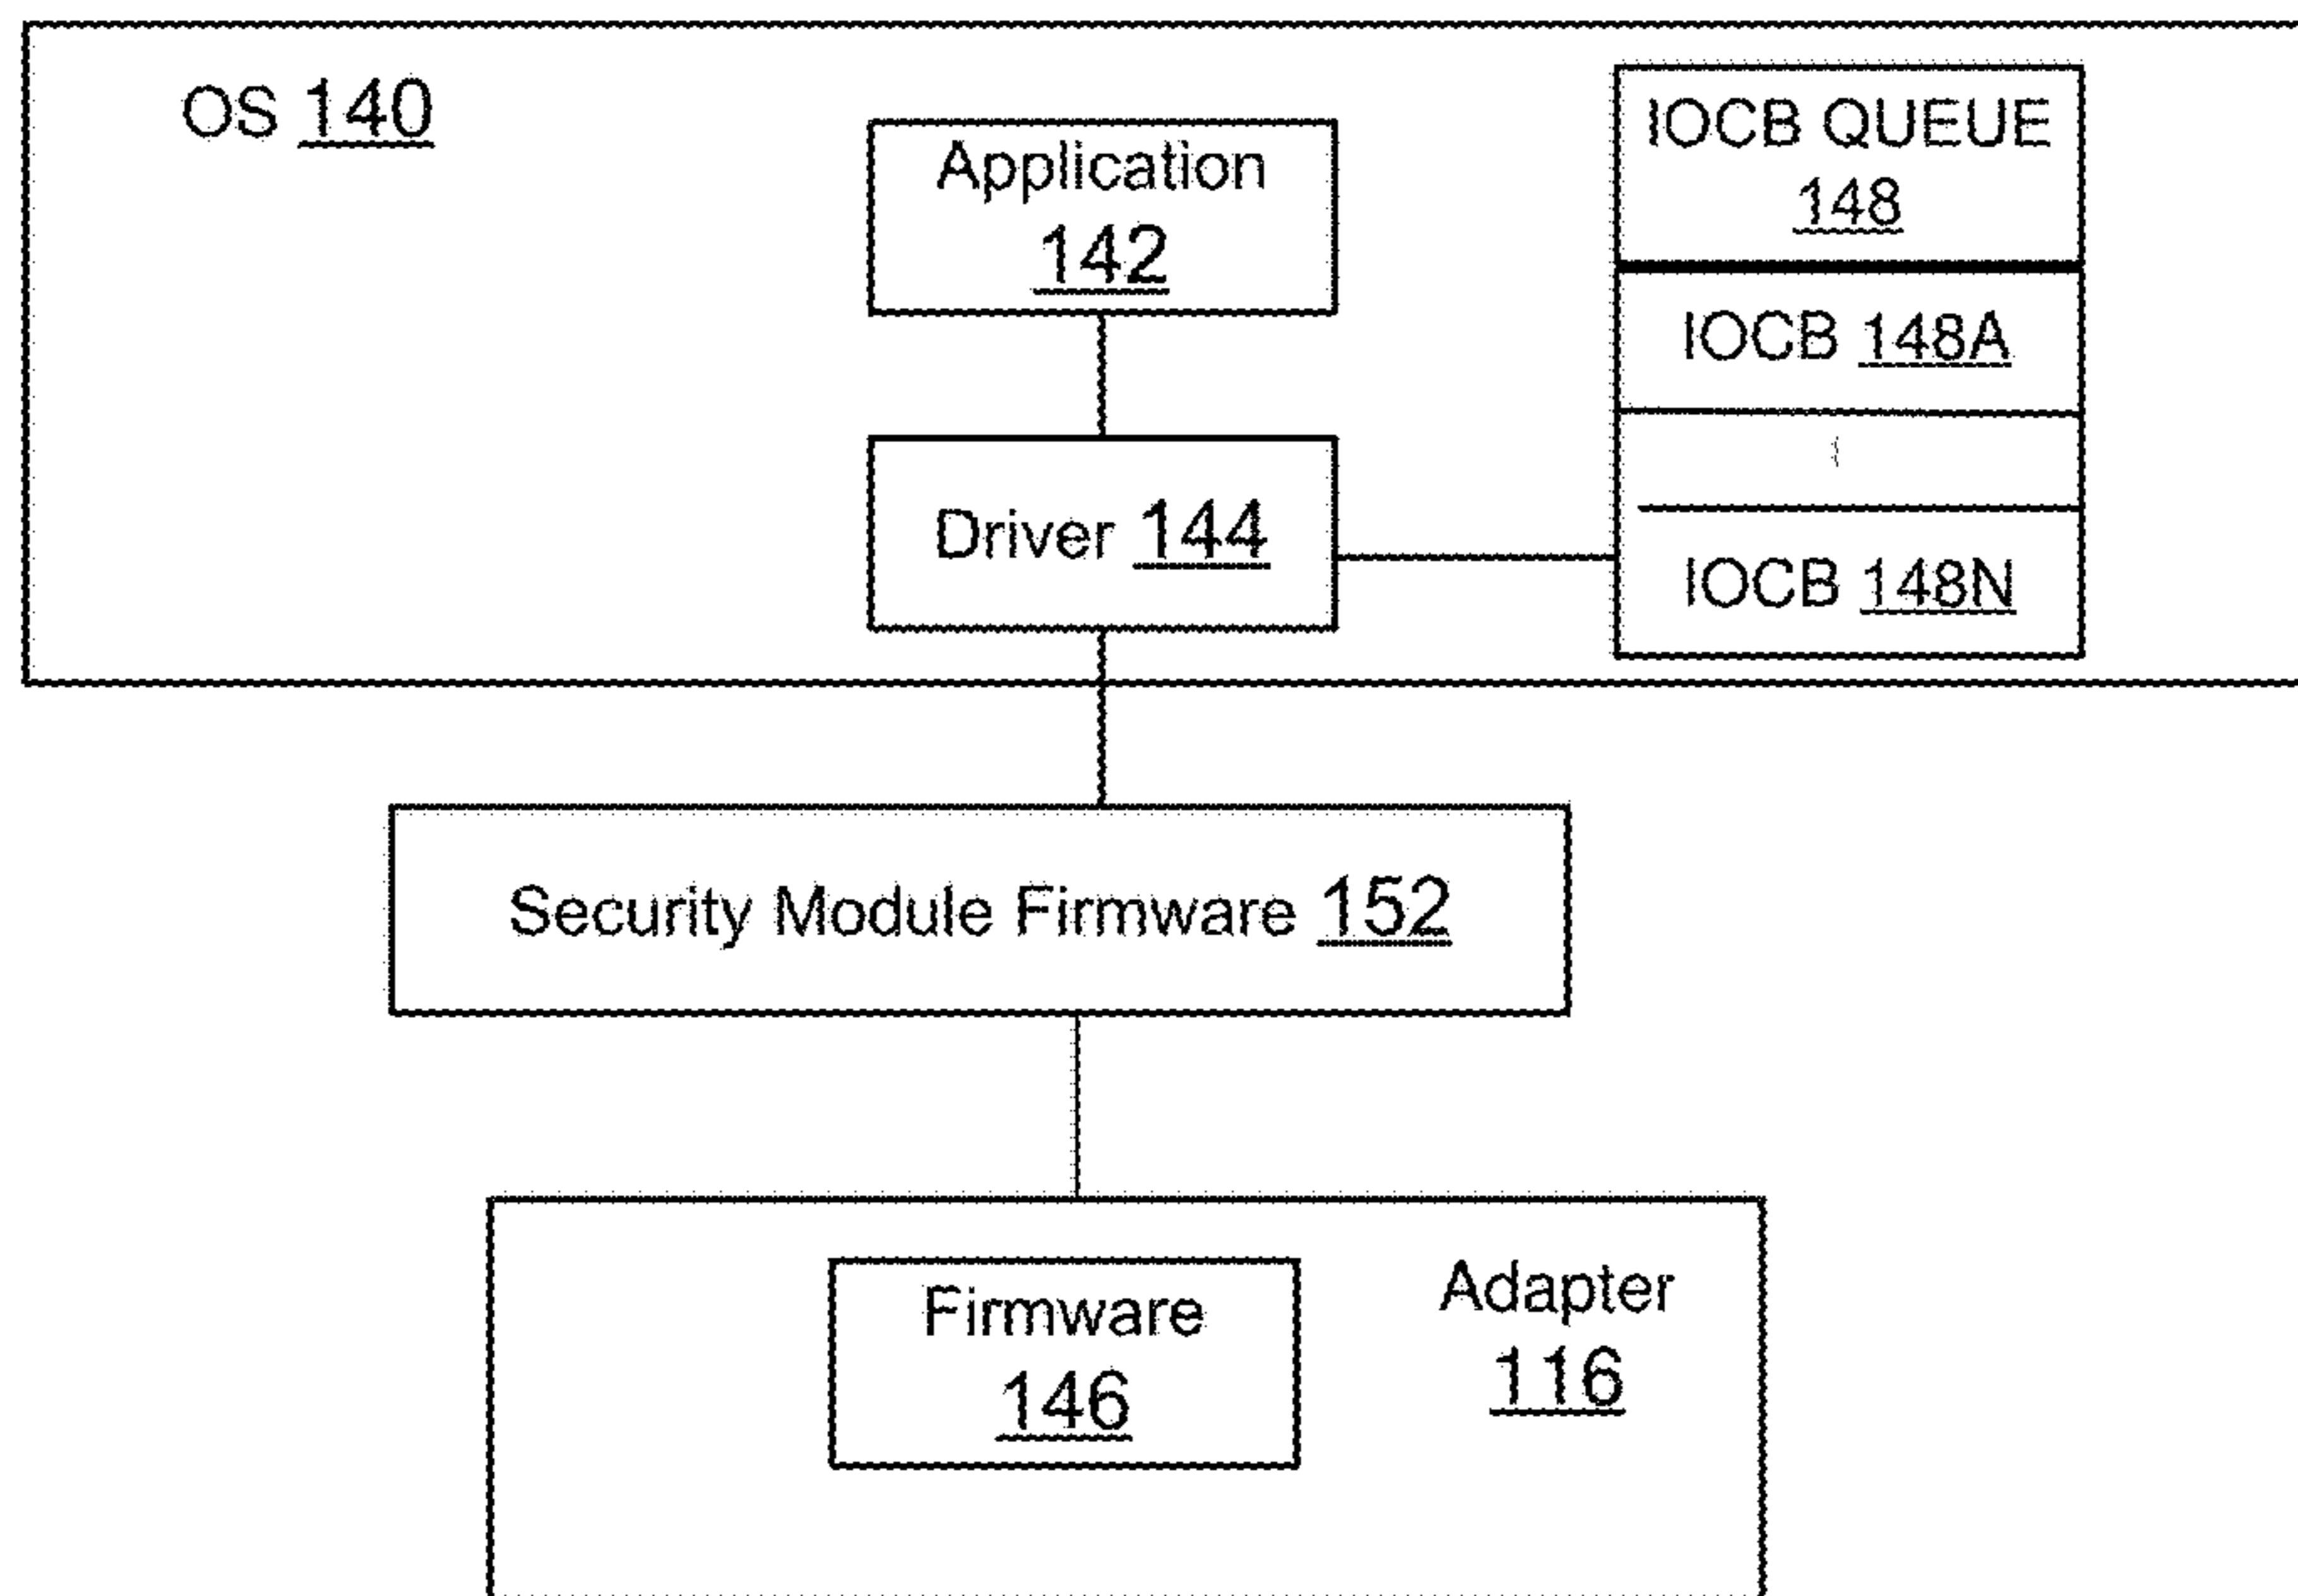 OS 140
Application
142
IOCB QUEUE
148
IOCB 148A
Driver 144
IOCB 148N
Security Module Firmware 152
Firmware
146
Adapter
116